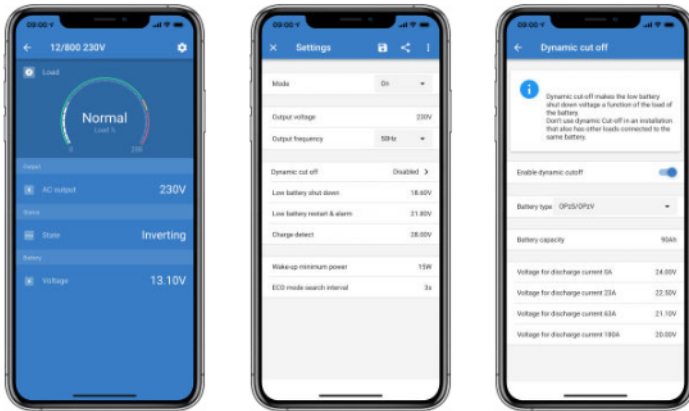 09:00
12/800 230V
Load
Normal
Load %
0 200
Output
AC output 230V
Status
State Inverting
Battery
Voltage 13.10V
09:00
Settings
Mode On
Output voltage 230V
Output frequency 50Hz
Dynamic cut off Disabled
Low battery shut down 18.60V
Low battery restart & alarm 21.80V
Charge detect 28.00V
Wake-up minimum power 15W
ECO mode search interval 3s
09:00
Dynamic cut off
Dynamic cut-off makes the low battery
shut down voltage a function of the load of
the battery.
Don't use dynamic Cut-off in an installation
that also has other loads connected to the
same battery.
Enable dynamic cutoff
Battery type OPzS/OPzV
Battery capacity 90Ah
Voltage for discharge current 0A 24.00V
Voltage for discharge current 23A 22.50V
Voltage for discharge current 63A 21.10V
Voltage for discharge current 180A 20.00V